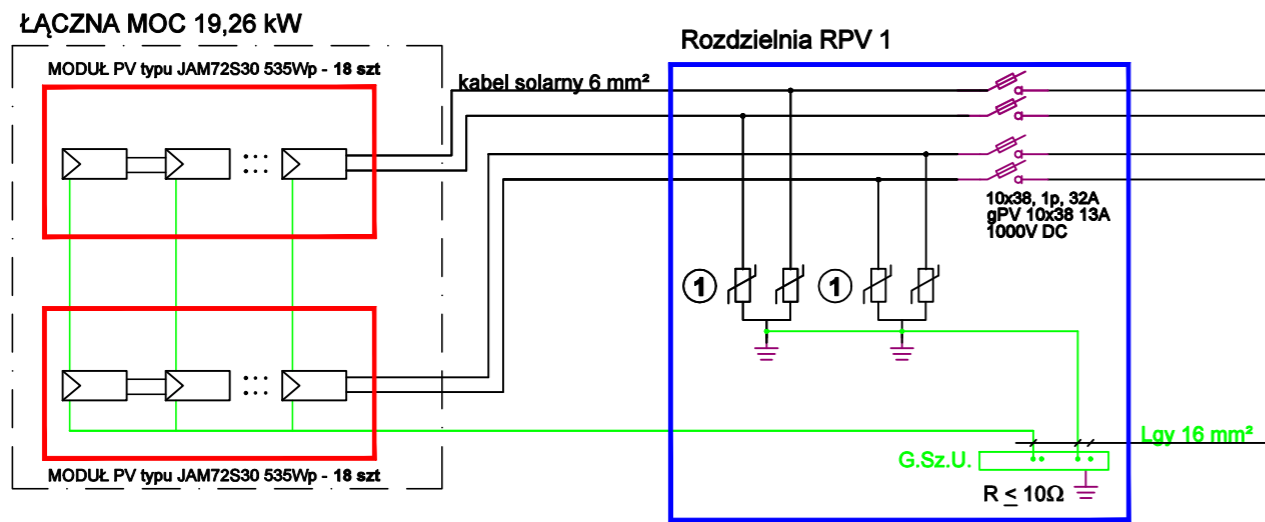 ŁĄCZNA MOC 19,26 kW
MODUŁ PV typu JAM72S30 535Wp - 18 szt
kabel solarny 6 mm²
Rozdzielnia RPV 1
10x38, 1p, 32A
gPV 10x38 13A
1000V DC
1
1
Lgy 16 mm²
G.Sz.U.
R ≤ 10Ω
MODUŁ PV typu JAM72S30 535Wp - 18 szt